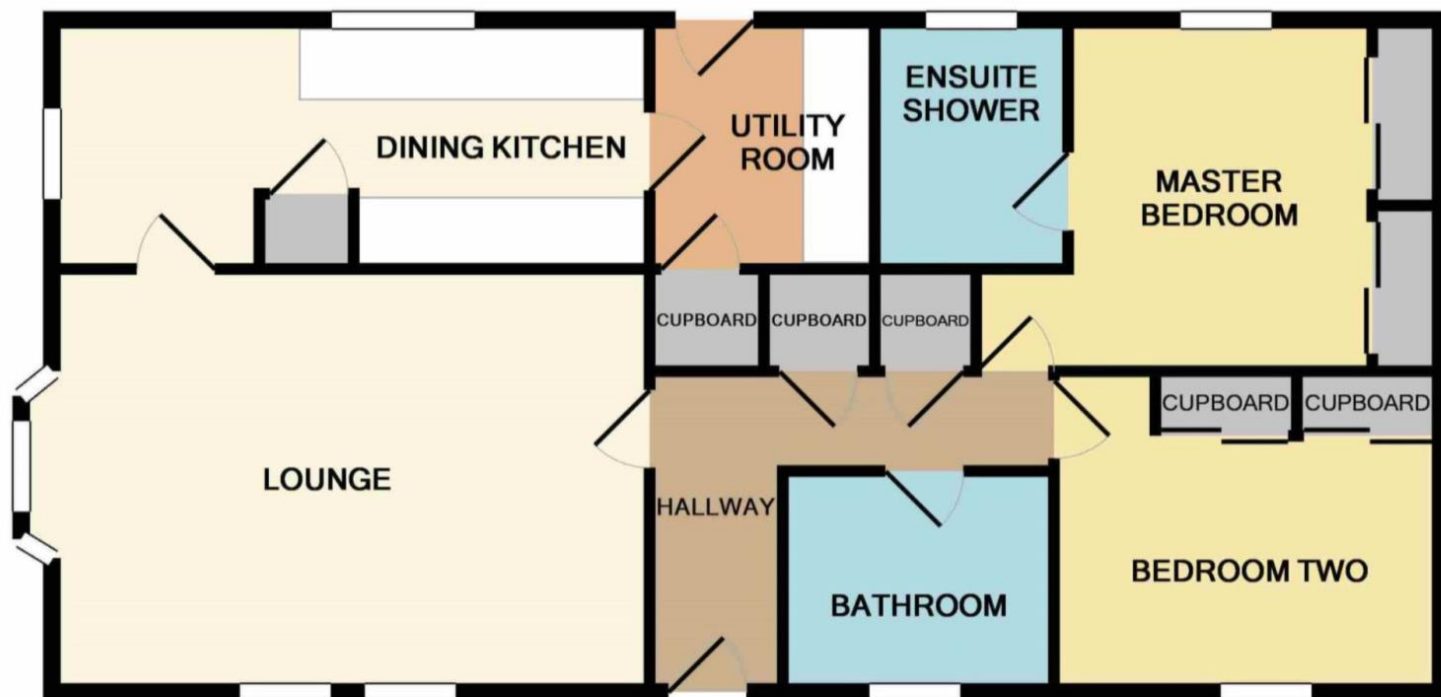 ENSUITE
SHOWER
DINING KITCHEN
UTILITY
ROOM
MASTER
BEDROOM
CUPBOARD
CUPBOARD
CUPBOARD
CUPBOARD
CUPBOARD
LOUNGE
HALLWAY
BATHROOM
BEDROOM TWO